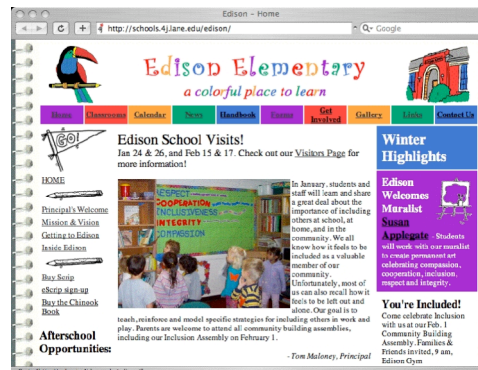 Edison – Home
http://schools.4j.lane.edu/edison/
Google
Edison Elementary
a colorful place to learn
Home Classrooms Calendar News Handbook Events Get Involved Gallery Links Contact Us
GO!
HOME
Principal's Welcome
Mission & Vision
Getting to Edison
Inside Edison
Buy Scrip
eScrip sign-up
Buy the Chinook
Book
Afterschool
Opportunities:
Edison School Visits!
Jan 24 & 26, and Feb 15 & 17. Check out our Visitors Page for
more information!
RESPECT
COOPERATION
INCLUSIVENESS
INTEGRITY
COMPASSION
In January, students and
staff will learn and share
a great deal about the
importance of including
others at school, at
home, and in the
community. We all
know how it feels to be
included as a valuable
member of our
community.
Unfortunately, most of
us can also recall how it
feels to be left out and
alone. Our goal is to
teach, reinforce and model specific strategies for including others in work and
play. Parents are welcome to attend all community building assemblies,
including our Inclusion Assembly on February 1.
- Tom Maloney, Principal
Winter
Highlights
Edison
Welcomes
Muralist
Susan
Applegate - Students
will work with our muralist
to create permanent art
celebrating compassion,
cooperation, inclusion,
respect and integrity.
You're Included!
Come celebrate Inclusion
with us at our Feb. 1
Community Building
Assembly. Families &
Friends invited, 9 am,
Edison Gym